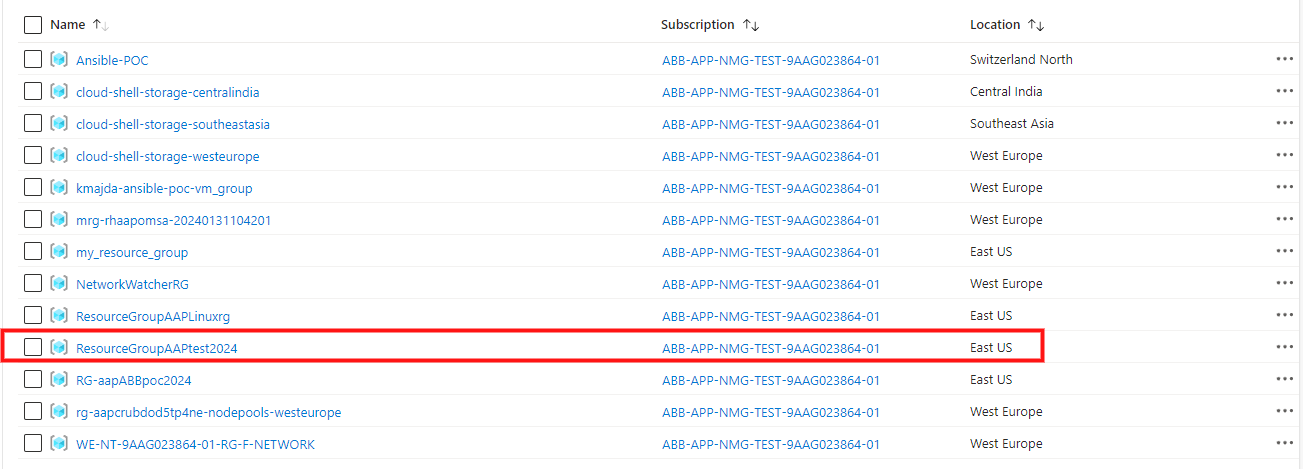 Name Subscription Location
Ansible-POC ABB-APP-NMG-TEST-9AAG023864-01 Switzerland North
cloud-shell-storage-centralindia ABB-APP-NMG-TEST-9AAG023864-01 Central India
cloud-shell-storage-southeastasia ABB-APP-NMG-TEST-9AAG023864-01 Southeast Asia
cloud-shell-storage-westeurope ABB-APP-NMG-TEST-9AAG023864-01 West Europe
kmajda-ansible-poc-vm_group ABB-APP-NMG-TEST-9AAG023864-01 West Europe
mrg-rhaapomsa-20240131104201 ABB-APP-NMG-TEST-9AAG023864-01 West Europe
my_resource_group ABB-APP-NMG-TEST-9AAG023864-01 East US
NetworkWatcherRG ABB-APP-NMG-TEST-9AAG023864-01 West Europe
ResourceGroupAAPLinuxrg ABB-APP-NMG-TEST-9AAG023864-01 East US
ResourceGroupAAPtest2024 ABB-APP-NMG-TEST-9AAG023864-01 East US
RG-aapABBpoc2024 ABB-APP-NMG-TEST-9AAG023864-01 East US
rg-aapcrubdod5tp4ne-nodepools-westeurope ABB-APP-NMG-TEST-9AAG023864-01 West Europe
WE-NT-9AAG023864-01-RG-F-NETWORK ABB-APP-NMG-TEST-9AAG023864-01 West Europe